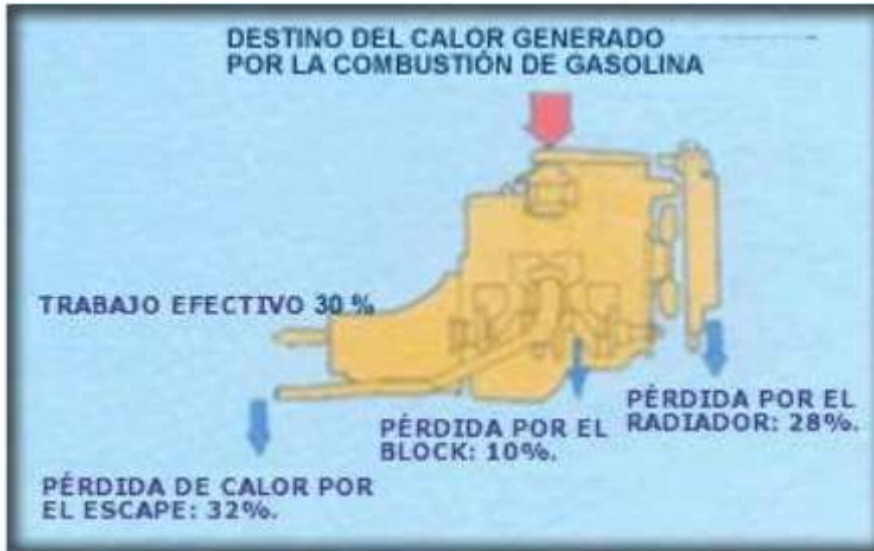 DESTINO DEL CALOR GENERADO
POR LA COMBUSTIÓN DE GASOLINA
TRABAJO EFECTIVO 30 %
PÉRDIDA POR EL
RADIADOR: 28%.
PÉRDIDA POR EL
BLOCK: 10%.
PÉRDIDA DE CALOR POR
EL ESCAPE: 32%.